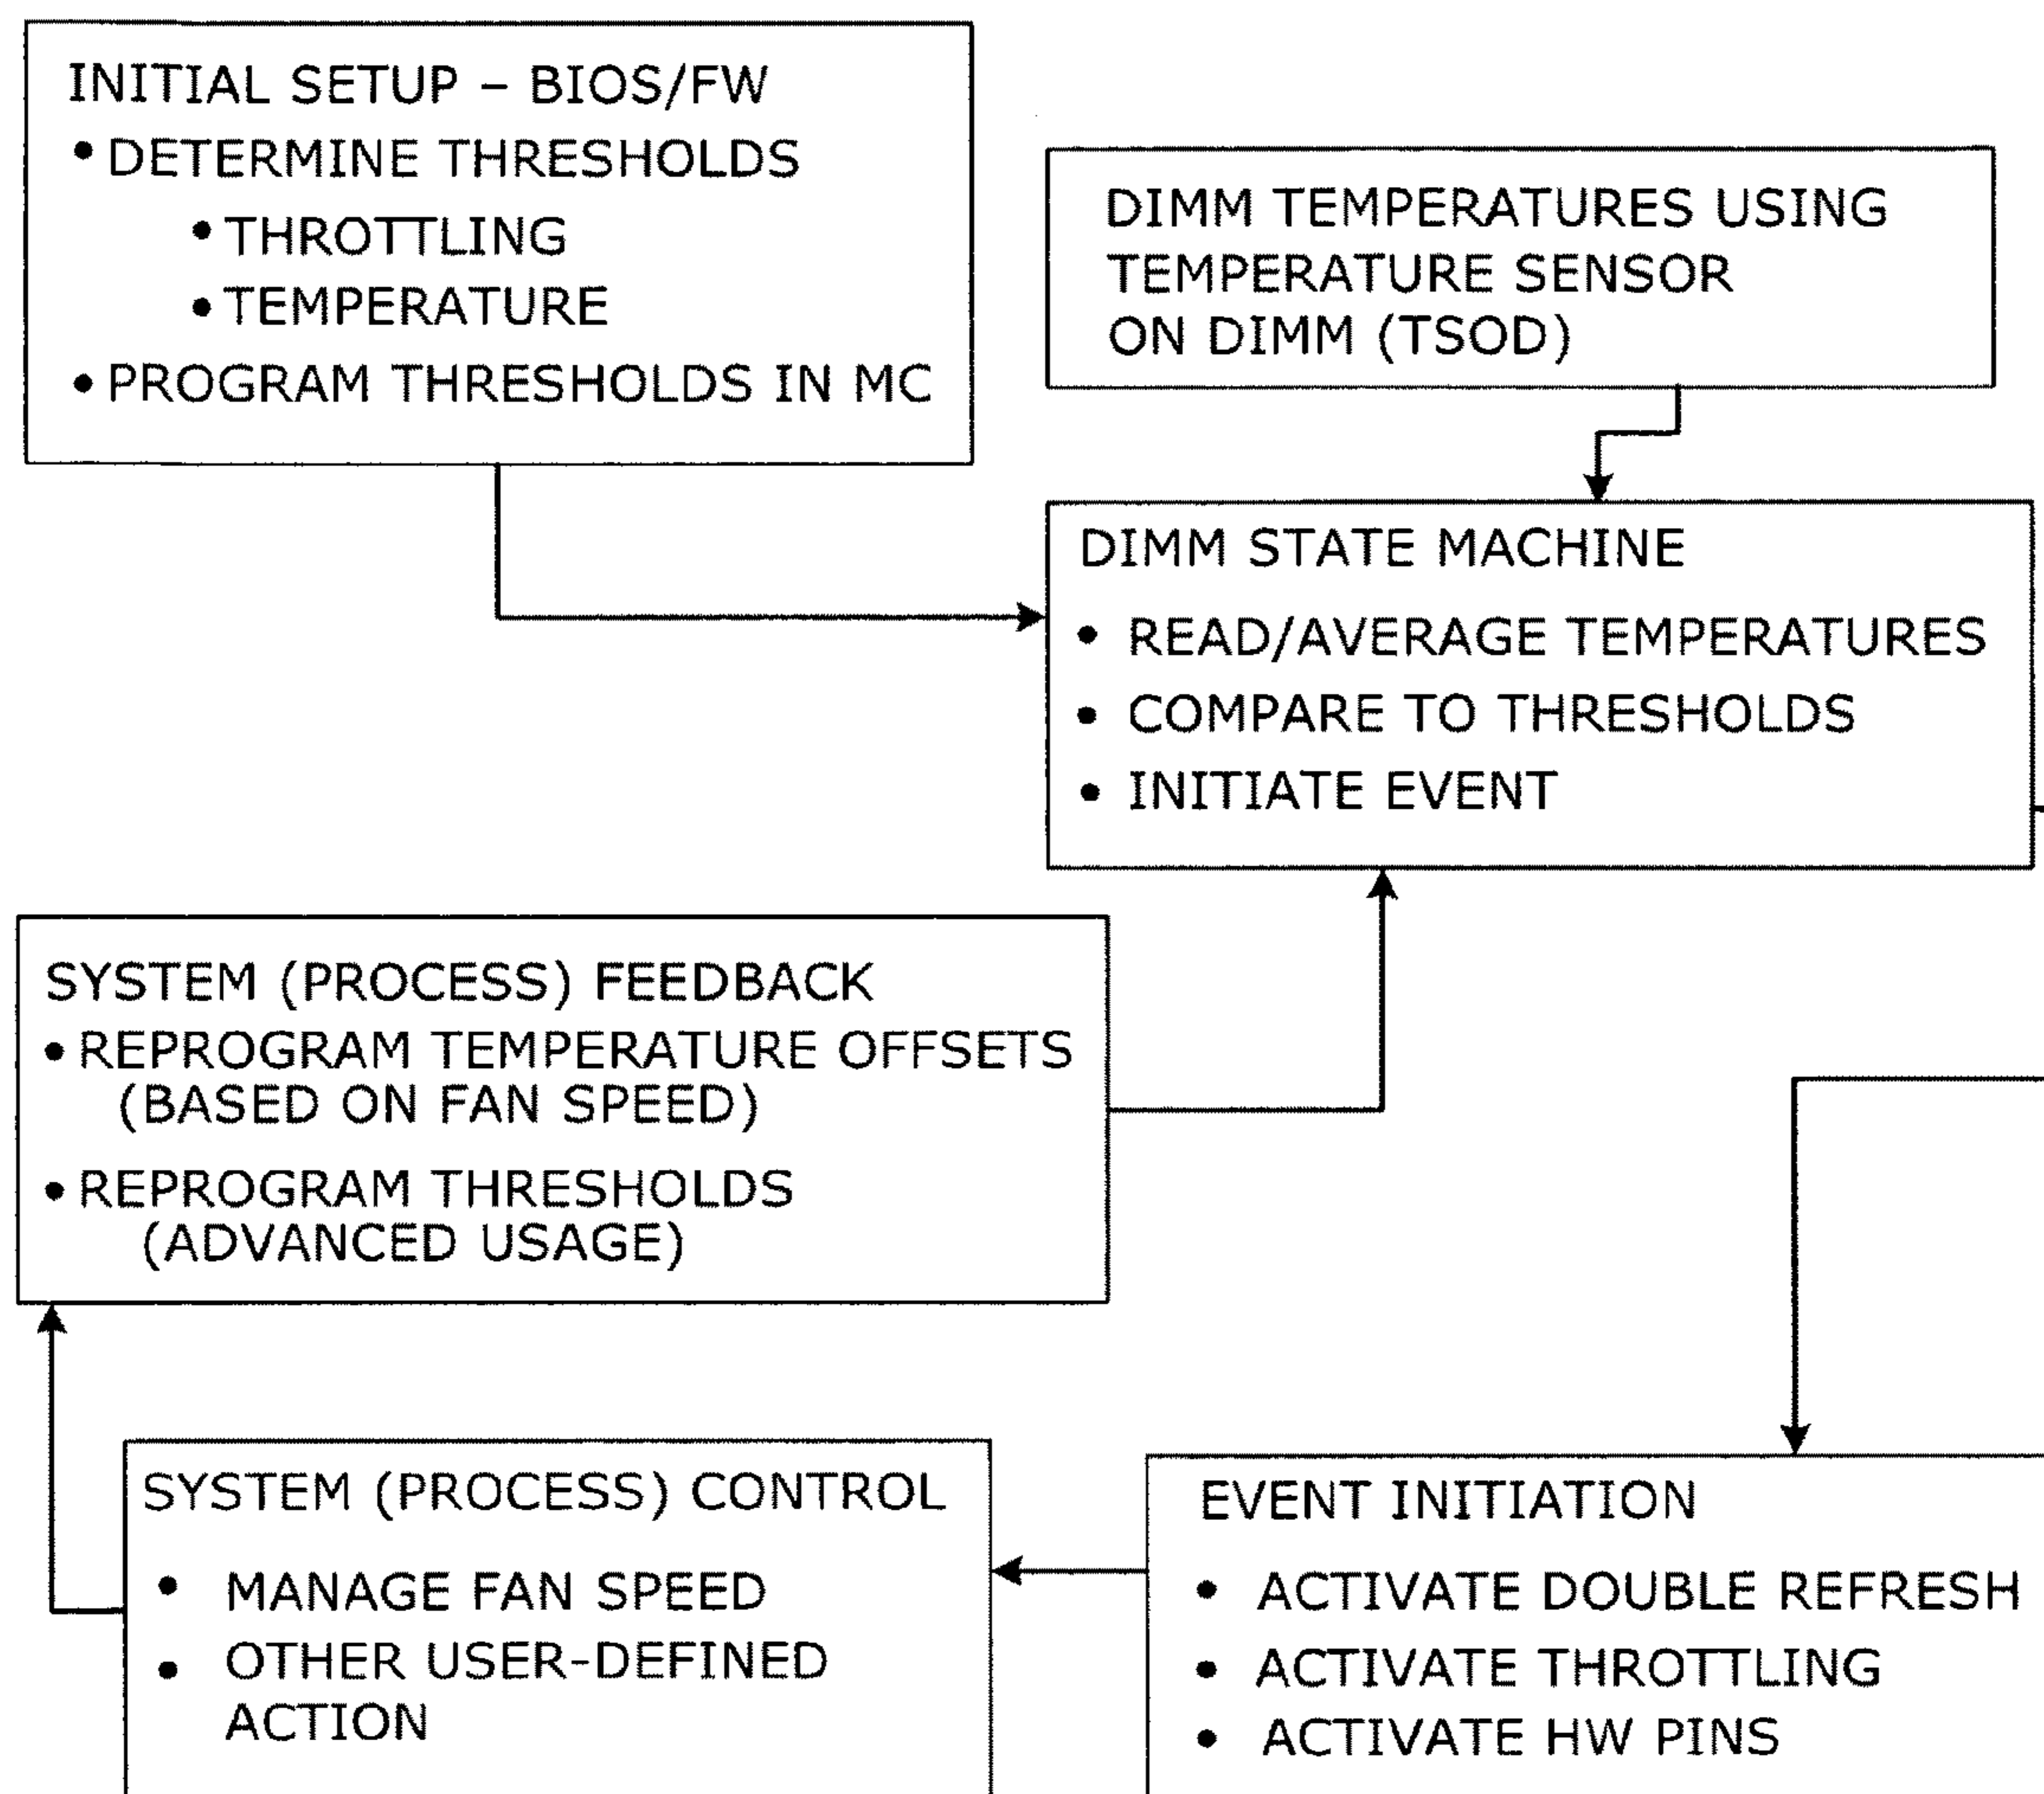 INITIAL SETUP – BIOS/FW
• DETERMINE THRESHOLDS
• THROTTLING
• TEMPERATURE
• PROGRAM THRESHOLDS IN MC
DIMM TEMPERATURES USING
TEMPERATURE SENSOR
ON DIMM (TSOD)
DIMM STATE MACHINE
• READ/AVERAGE TEMPERATURES
• COMPARE TO THRESHOLDS
• INITIATE EVENT
SYSTEM (PROCESS) FEEDBACK
• REPROGRAM TEMPERATURE OFFSETS
(BASED ON FAN SPEED)
• REPROGRAM THRESHOLDS
(ADVANCED USAGE)
SYSTEM (PROCESS) CONTROL
• MANAGE FAN SPEED
• OTHER USER-DEFINED
ACTION
EVENT INITIATION
• ACTIVATE DOUBLE REFRESH
• ACTIVATE THROTTLING
• ACTIVATE HW PINS